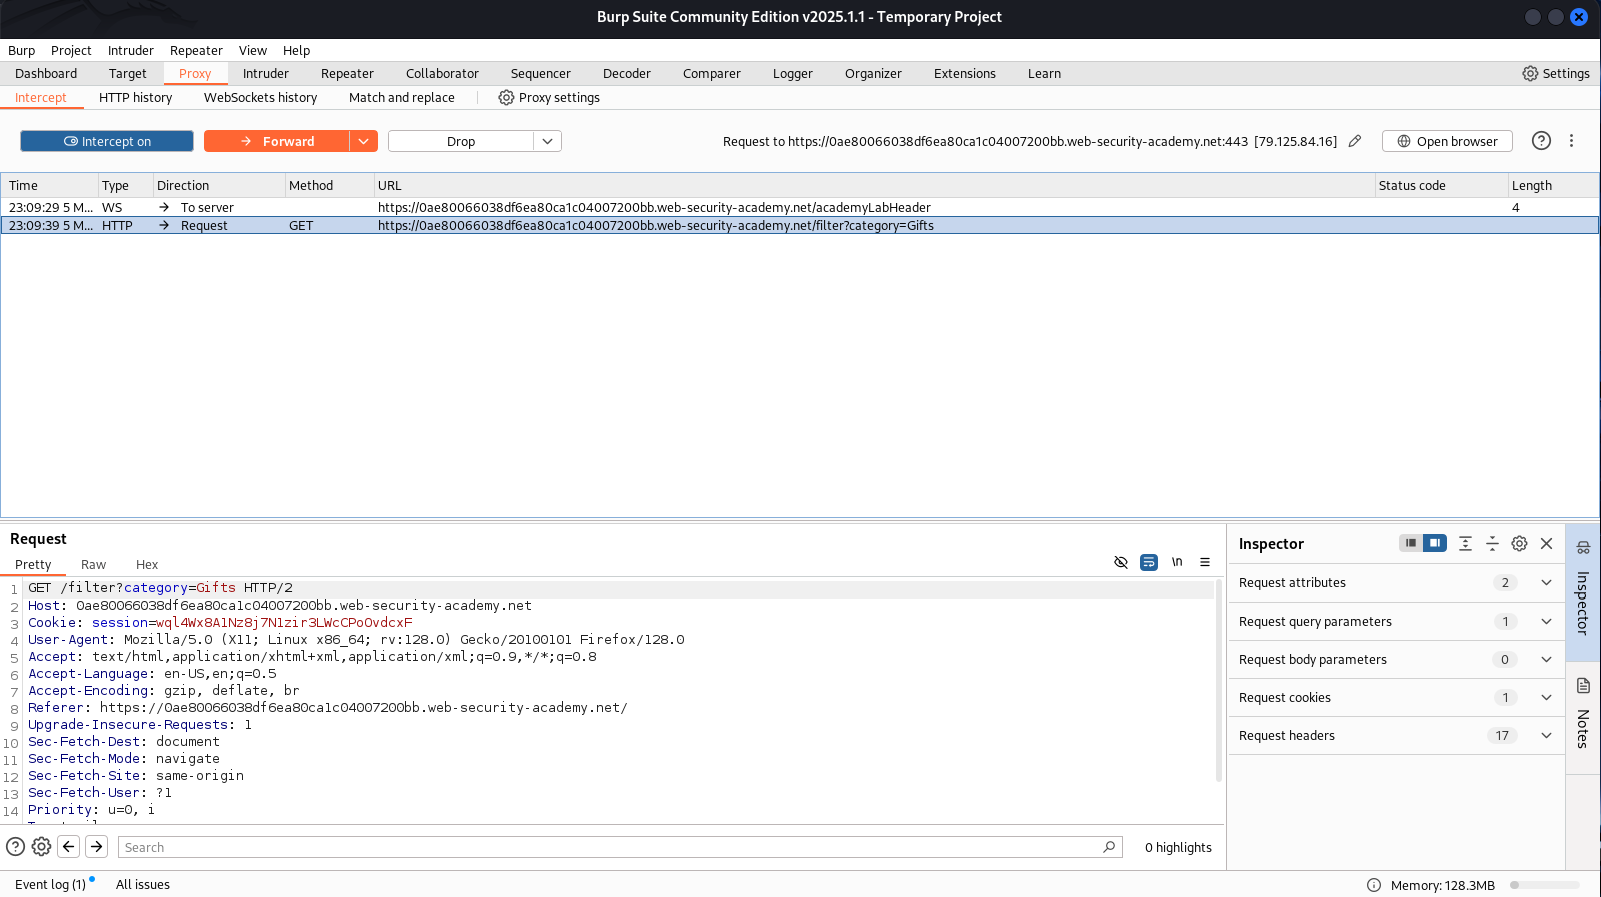 Burp Suite Community Edition v2025.1.1 - Temporary Project
Burp Project Intruder Repeater View Help
Dashboard Target Proxy Intruder Repeater Collaborator Sequencer Decoder Comparer Logger Organizer Extensions Learn Settings
Intercept HTTP history WebSockets history Match and replace Proxy settings
Intercept on Forward Drop Request to https://0ae80066038df6ea80ca1c04007200bb.web-security-academy.net:443 [79.125.84.16] Open browser
Time Type Direction Method URL Status code Length
23:09:29 5 M... WS To server https://0ae80066038df6ea80ca1c04007200bb.web-security-academy.net/academyLabHeader 4
23:09:39 5 M... HTTP Request GET https://0ae80066038df6ea80ca1c04007200bb.web-security-academy.net/filter?category=Gifts
Request
Pretty Raw Hex \n
1 GET /filter?category=Gifts HTTP/2
2 Host: 0ae80066038df6ea80ca1c04007200bb.web-security-academy.net
3 Cookie: session=wql4Wx8A1Nz8j7N1zir3LWcCPoOvdcxF
4 User-Agent: Mozilla/5.0 (X11; Linux x86_64; rv:128.0) Gecko/20100101 Firefox/128.0
5 Accept: text/html,application/xhtml+xml,application/xml;q=0.9,*/*;q=0.8
6 Accept-Language: en-US,en;q=0.5
7 Accept-Encoding: gzip, deflate, br
8 Referer: https://0ae80066038df6ea80ca1c04007200bb.web-security-academy.net/
9 Upgrade-Insecure-Requests: 1
10 Sec-Fetch-Dest: document
11 Sec-Fetch-Mode: navigate
12 Sec-Fetch-Site: same-origin
13 Sec-Fetch-User: ?1
14 Priority: u=0, i
Search 0 highlights
Inspector
Request attributes 2
Request query parameters 1
Request body parameters 0
Request cookies 1
Request headers 17
Inspector
Notes
Event log (1) All issues Memory: 128.3MB